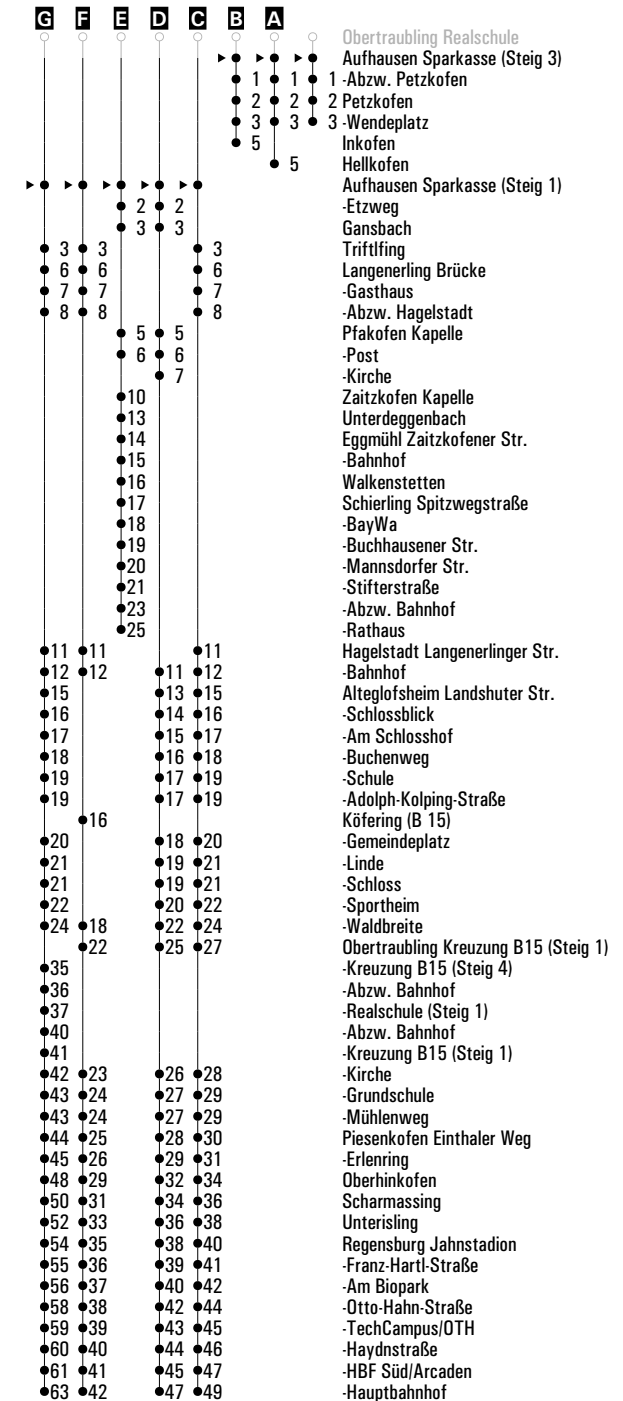 G F E D C B A
Obertraubling Realschule
Aufhausen Sparkasse (Steig 3)
1 1 1 -Abzw. Petzkofen
2 2 2 Petzkofen
3 3 3 -Wendeplatz
5 Inkofen
5 Hellkofen
Aufhausen Sparkasse (Steig 1)
2 2 -Etzweg
3 3 Gansbach
3 3 3 Triftlfing
6 6 6 Langenerling Brücke
7 7 7 -Gasthaus
8 8 8 -Abzw. Hagelstadt
5 5 Pfakofen Kapelle
6 6 -Post
7 -Kirche
10 Zaitzkofen Kapelle
13 Unterdeggenbach
14 Eggmühl Zaitzkofener Str.
15 -Bahnhof
16 Walkenstetten
17 Schierling Spitzwegstraße
18 -BayWa
19 -Buchhausener Str.
20 -Mannsdorfer Str.
21 -Stifterstraße
23 -Abzw. Bahnhof
25 -Rathaus
11 11 11 Hagelstadt Langenerlinger Str.
12 12 11 12 -Bahnhof
15 13 15 Alteglofsheim Landshuter Str.
16 14 16 -Schlossblick
17 15 17 -Am Schlosshof
18 16 18 -Buchenweg
19 17 19 -Schule
19 17 19 -Adolph-Kolping-Straße
16 Köfering (B 15)
20 18 20 -Gemeindeplatz
21 19 21 -Linde
21 19 21 -Schloss
22 20 22 -Sportheim
24 18 22 24 -Waldbreite
22 25 27 Obertraubling Kreuzung B15 (Steig 1)
35 -Kreuzung B15 (Steig 4)
36 -Abzw. Bahnhof
37 -Realschule (Steig 1)
40 -Abzw. Bahnhof
41 -Kreuzung B15 (Steig 1)
42 23 26 28 -Kirche
43 24 27 29 -Grundschule
43 24 27 29 -Mühlenweg
44 25 28 30 Piesenkofen Einthaler Weg
45 26 29 31 -Erlenring
48 29 32 34 Oberhinkofen
50 31 34 36 Scharmassing
52 33 36 38 Unterisling
54 35 38 40 Regensburg Jahnstadion
55 36 39 41 -Franz-Hartl-Straße
56 37 40 42 -Am Biopark
58 38 42 44 -Otto-Hahn-Straße
59 39 43 45 -TechCampus/OTH
60 40 44 46 -Haydnstraße
61 41 45 47 -HBF Süd/Arcaden
63 42 47 49 -Hauptbahnhof